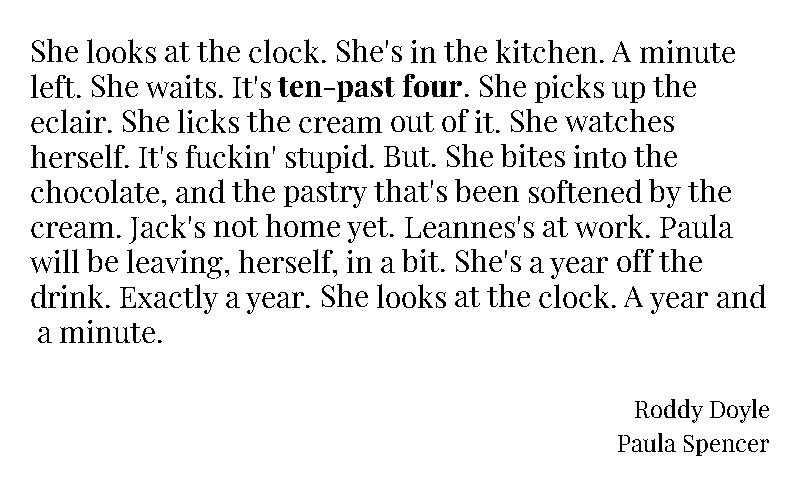 She looks at the clock. She's in the kitchen. A minute
left. She waits. It's ten-past four. She picks up the
eclair. She licks the cream out of it. She watches
herself. It's fuckin' stupid. But. She bites into the
chocolate, and the pastry that's been softened by the
cream. Jack's not home yet. Leannes's at work. Paula
will be leaving, herself, in a bit. She's a year off the
drink. Exactly a year. She looks at the clock. A year and
a minute.
Roddy Doyle
Paula Spencer